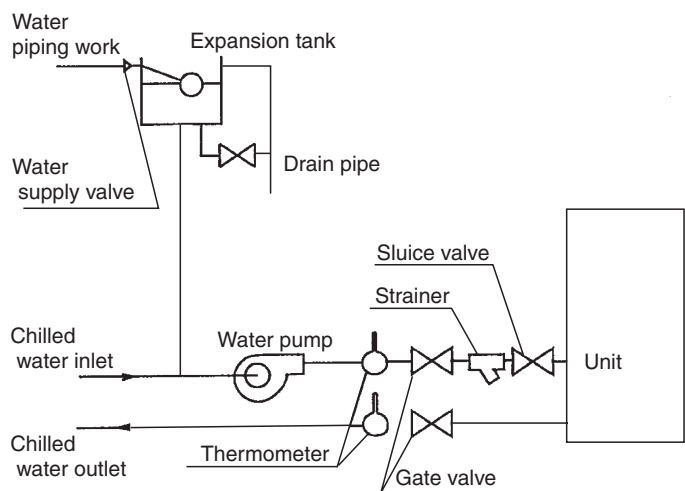 Water
piping work
Expansion tank
Water
supply valve
Drain pipe
Sluice valve
Strainer
Chilled
water inlet
Water pump
Unit
Chilled
water outlet
Thermometer
Gate valve